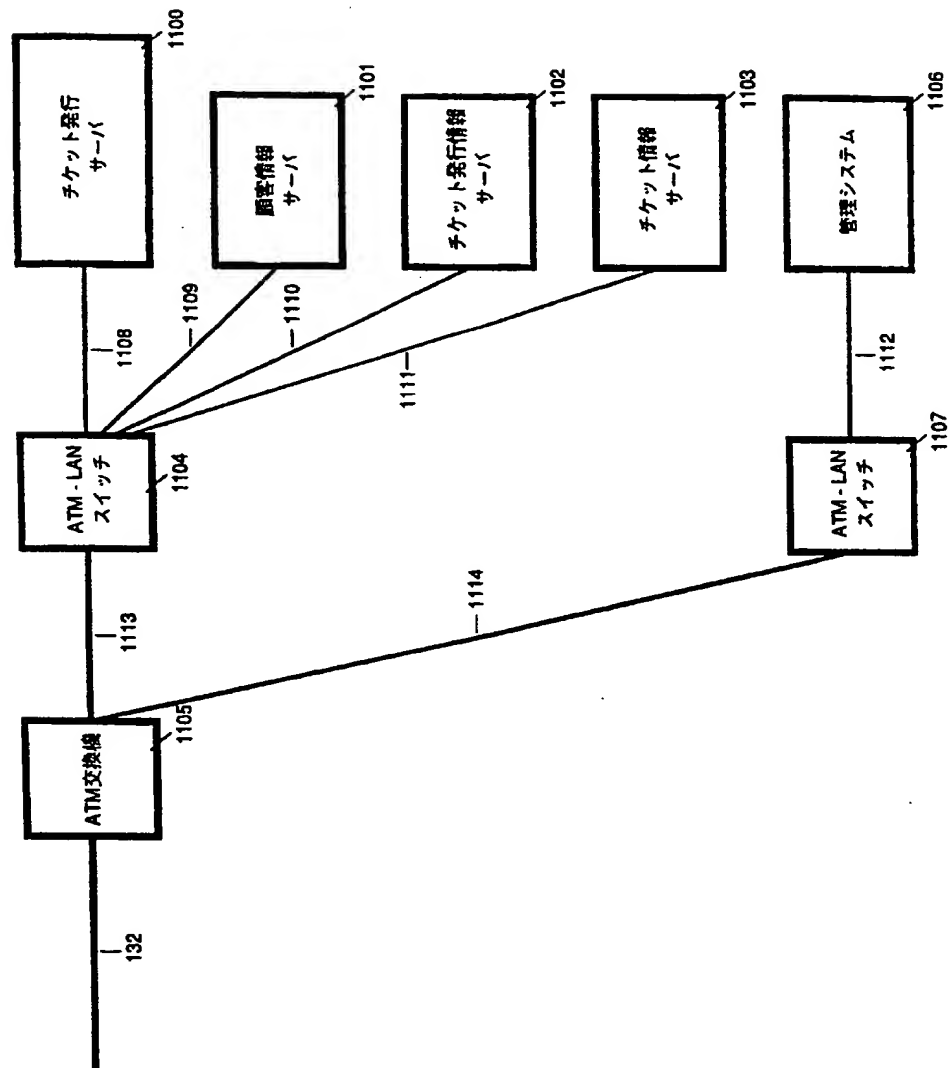 チケット発行
サーバ
1100
顧客情報
サーバ
1101
チケット発行情報
サーバ
1102
チケット情報
サーバ
1103
管理システム
1106
1108
1109
1110
1111
1112
ATM - LAN
スイッチ
1104
ATM - LAN
スイッチ
1107
1113
1114
ATM交換機
1105
132